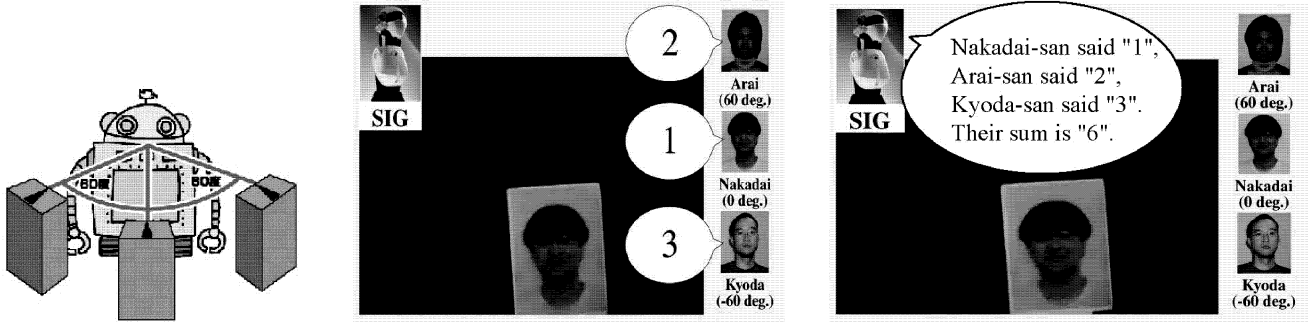 60度
60度
SIG
2
Arai
(60 deg.)
1
Nakadai
(0 deg.)
3
Kyoda
(-60 deg.)
SIG
Nakadai-san said "1",
Arai-san said "2",
Kyoda-san said "3".
Their sum is "6".
Arai
(60 deg.)
Nakadai
(0 deg.)
Kyoda
(-60 deg.)